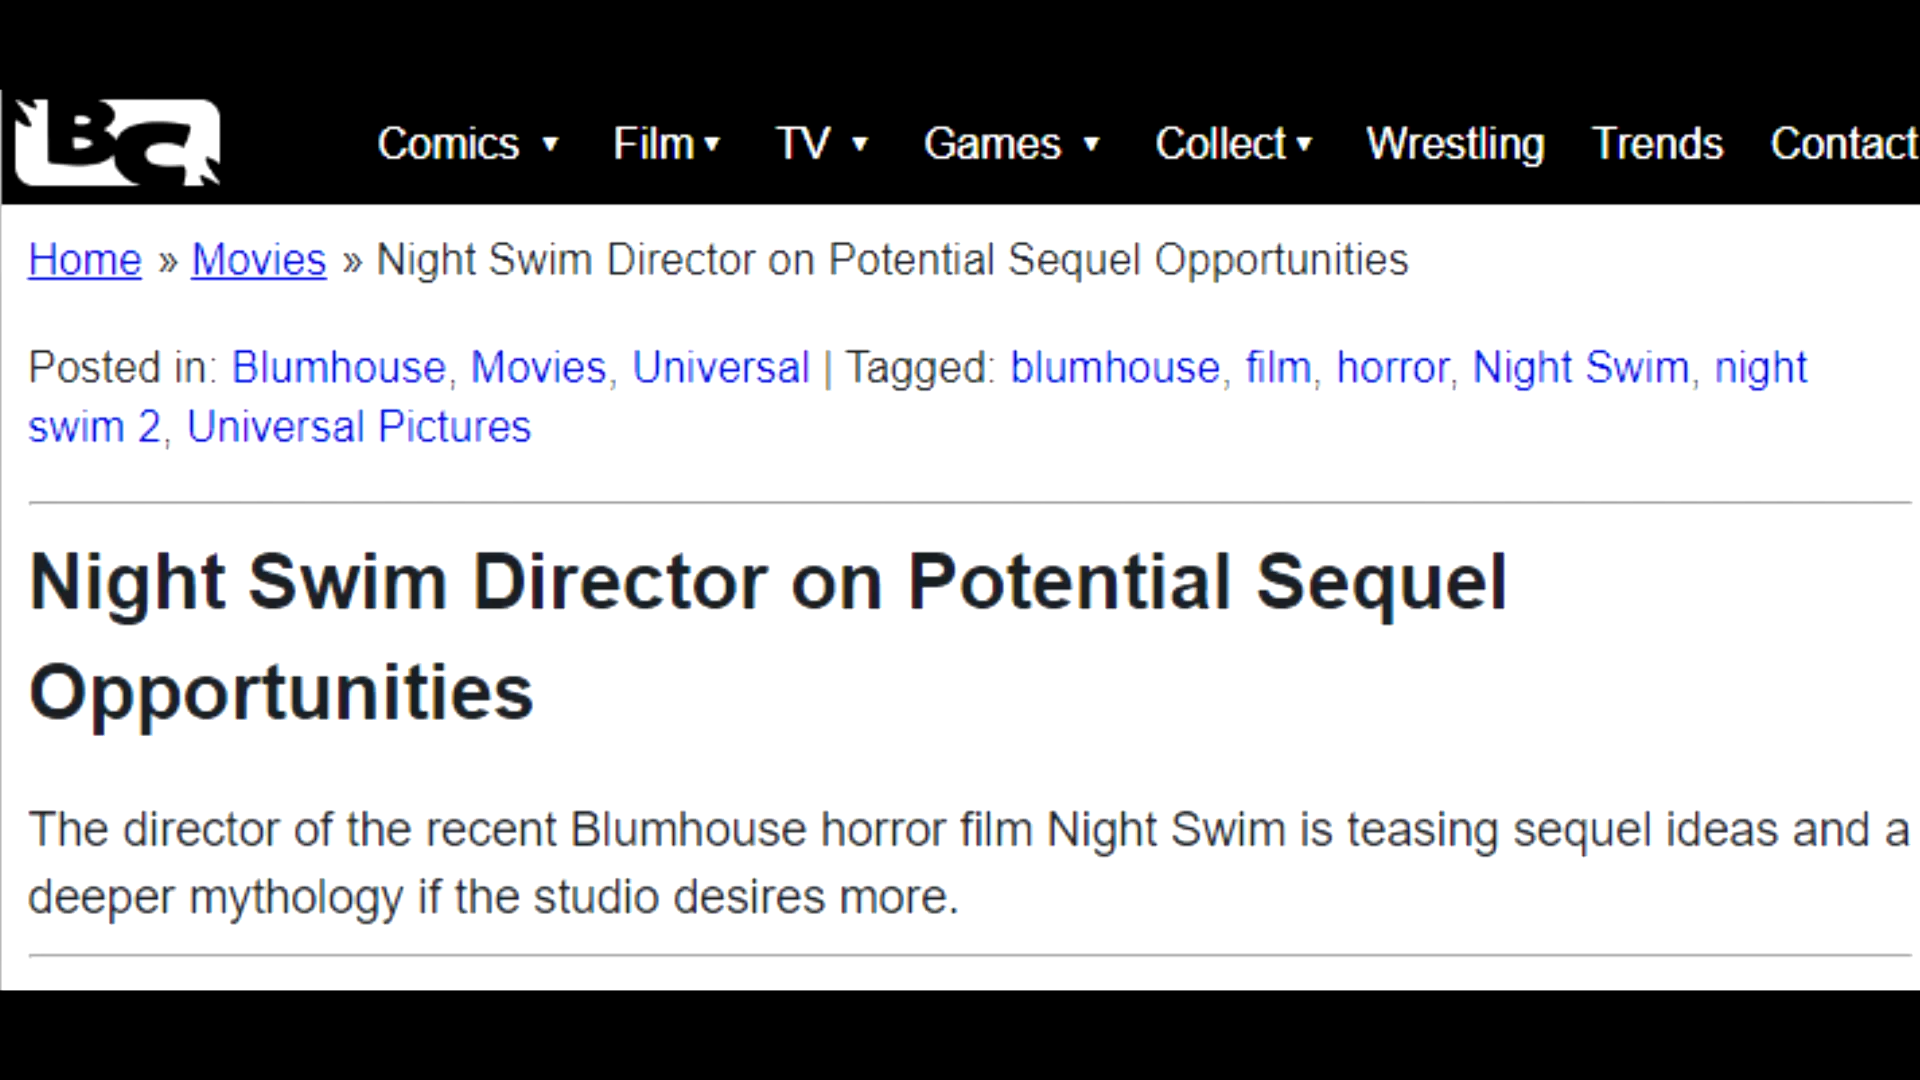 BC
Comics ▾ Film ▾ TV ▾ Games ▾ Collect ▾ Wrestling Trends Contact
Home » Movies » Night Swim Director on Potential Sequel Opportunities
Posted in: Blumhouse, Movies, Universal | Tagged: blumhouse, film, horror, Night Swim, night
swim 2, Universal Pictures
Night Swim Director on Potential Sequel
Opportunities
The director of the recent Blumhouse horror film Night Swim is teasing sequel ideas and a
deeper mythology if the studio desires more.